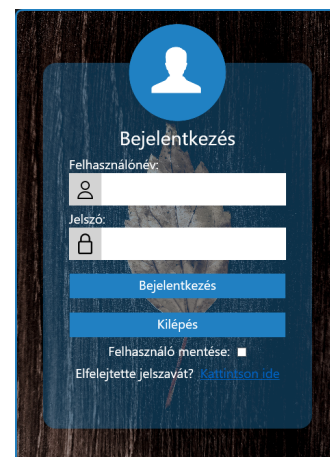 Bejelentkezés
Felhasználónév:
Jelszó:
Bejelentkezés
Kilépés
Felhasználó mentése:
Elfelejtette jelszavát? Kattintson ide